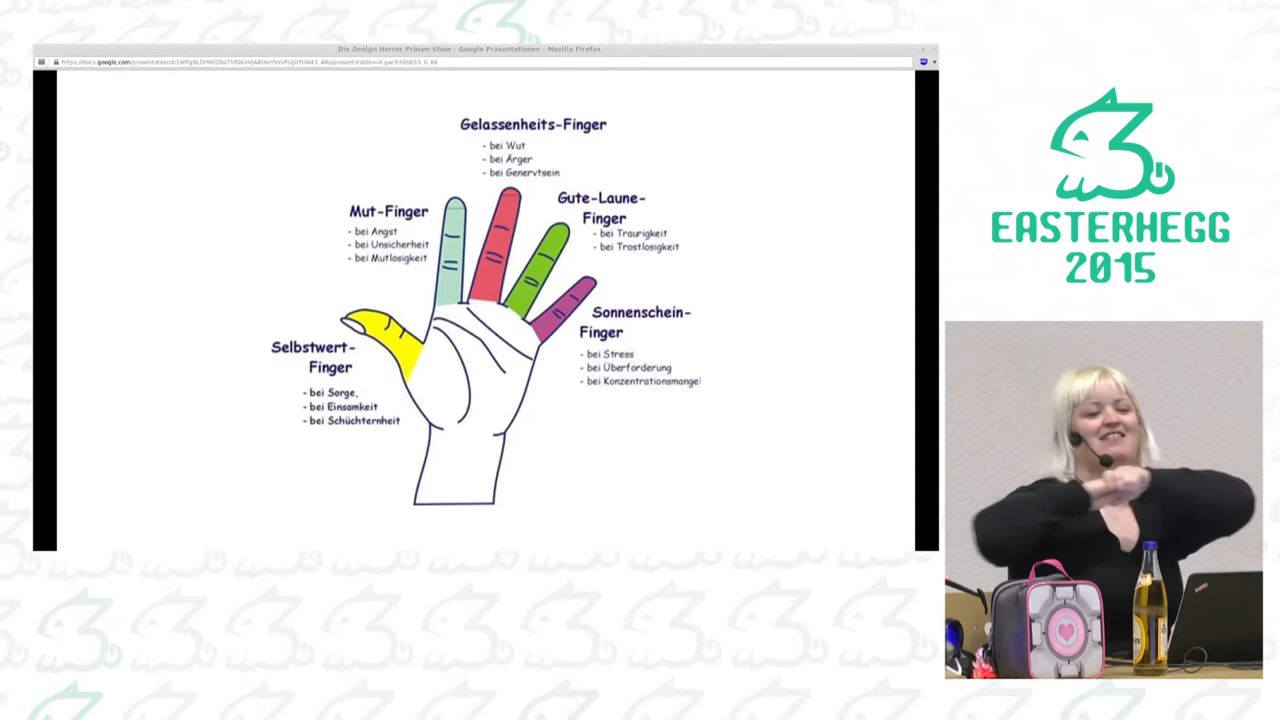 Die Design Horror Präsen Show - Google Präsentationen - Mozilla Firefox
Gelassenheits-Finger
- bei Wut
- bei Ärger
- bei Genervtsein
Gute-Laune-
Finger
- bei Traurigkeit
- bei Trostlosigkeit
Mut-Finger
- bei Angst
- bei Unsicherheit
- bei Mutlosigkeit
Sonnenschein-
Finger
- bei Stress
- bei Überforderung
- bei Konzentrationsmangel
Selbstwert-
Finger
- bei Sorge,
- bei Einsamkeit
- bei Schüchternheit
EASTERHEGG
2015